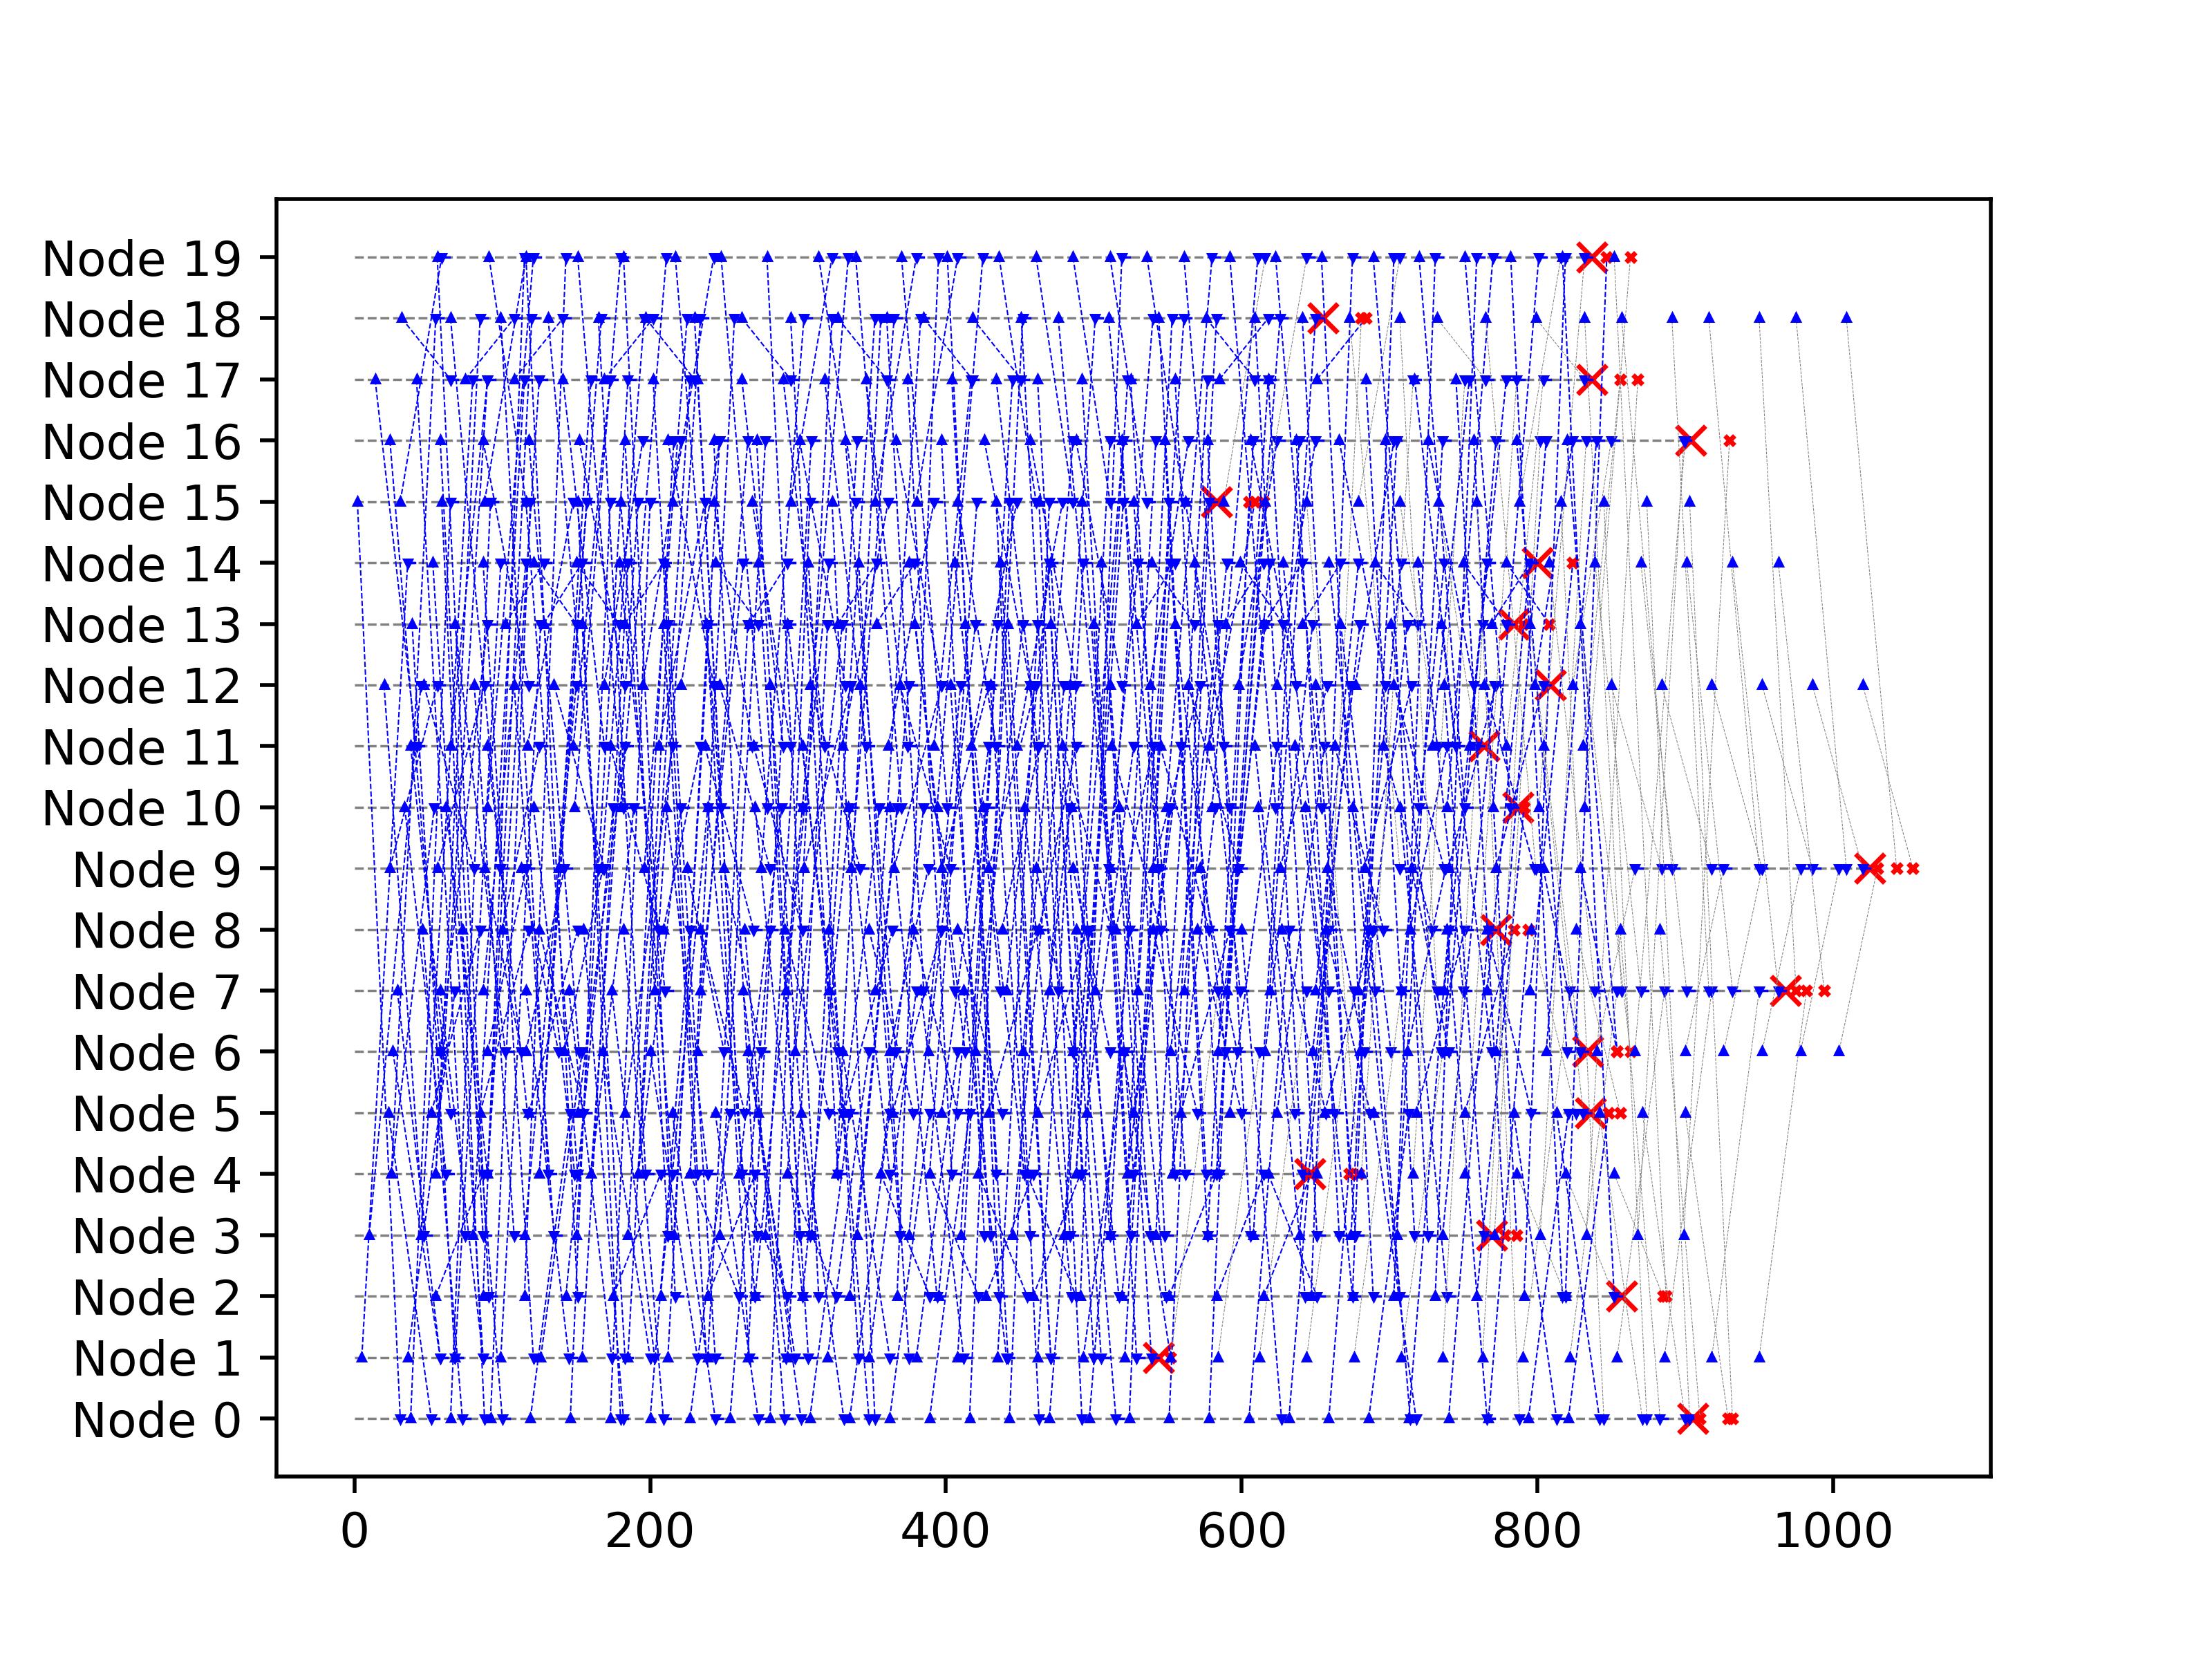 Node 19
Node 18
Node 17
Node 16
Node 15
Node 14
Node 13
Node 12
Node 11
Node 10
Node 9
Node 8
Node 7
Node 6
Node 5
Node 4
Node 3
Node 2
Node 1
Node 0
0 200 400 600 800 1000